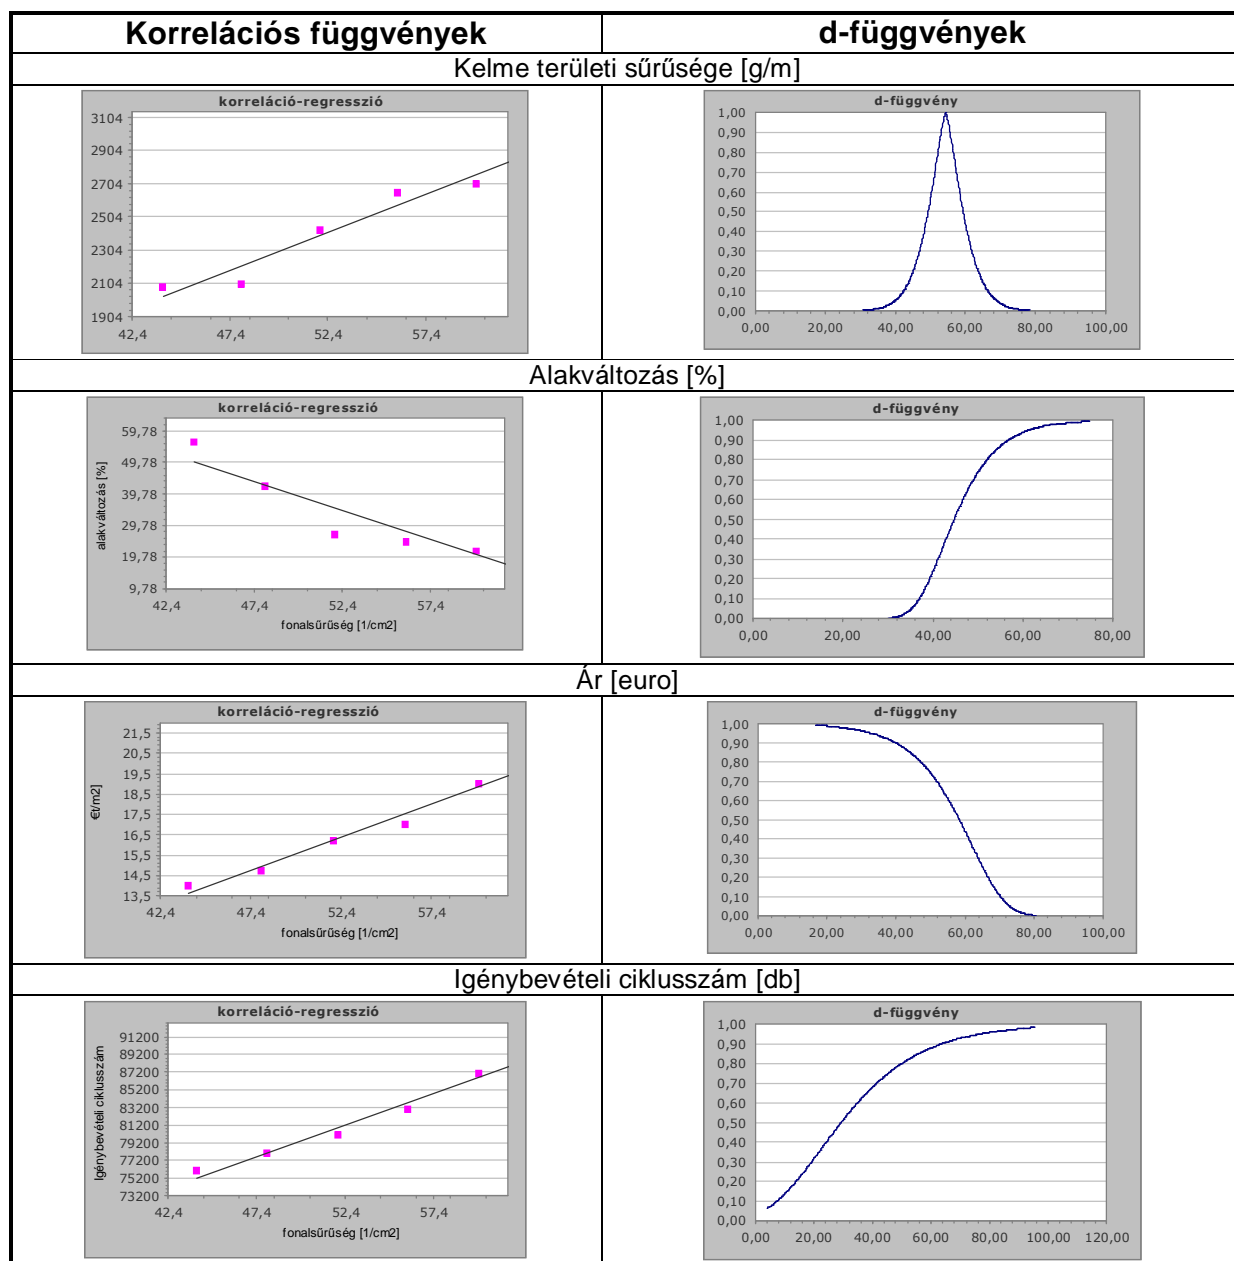 Korrelációs függvények
d-függvények
Kelme területi sűrűsége [g/m]
korreláció-regresszió
3104
2904
2704
2504
2304
2104
1904
42,4 47,4 52,4 57,4
d-függvény
1,00
0,90
0,80
0,70
0,60
0,50
0,40
0,30
0,20
0,10
0,00
0,00 20,00 40,00 60,00 80,00 100,00
Alakváltozás [%]
korreláció-regresszió
alakváltozás [%]
59,78
49,78
39,78
29,78
19,78
9,78
42,4 47,4 52,4 57,4
fonalsűrűség [1/cm2]
d-függvény
1,00
0,90
0,80
0,70
0,60
0,50
0,40
0,30
0,20
0,10
0,00
0,00 20,00 40,00 60,00 80,00
Ár [euro]
korreláció-regresszió
€t/m2]
21,5
20,5
19,5
18,5
17,5
16,5
15,5
14,5
13,5
42,4 47,4 52,4 57,4
fonalsűrűség [1/cm2]
d-függvény
1,00
0,90
0,80
0,70
0,60
0,50
0,40
0,30
0,20
0,10
0,00
0,00 20,00 40,00 60,00 80,00 100,00
Igénybevételi ciklusszám [db]
korreláció-regresszió
Igénybevételi ciklusszám
91200
89200
87200
85200
83200
81200
79200
77200
75200
73200
42,4 47,4 52,4 57,4
fonalsűrűség [1/cm2]
d-függvény
1,00
0,90
0,80
0,70
0,60
0,50
0,40
0,30
0,20
0,10
0,00
0,00 20,00 40,00 60,00 80,00 100,00 120,00